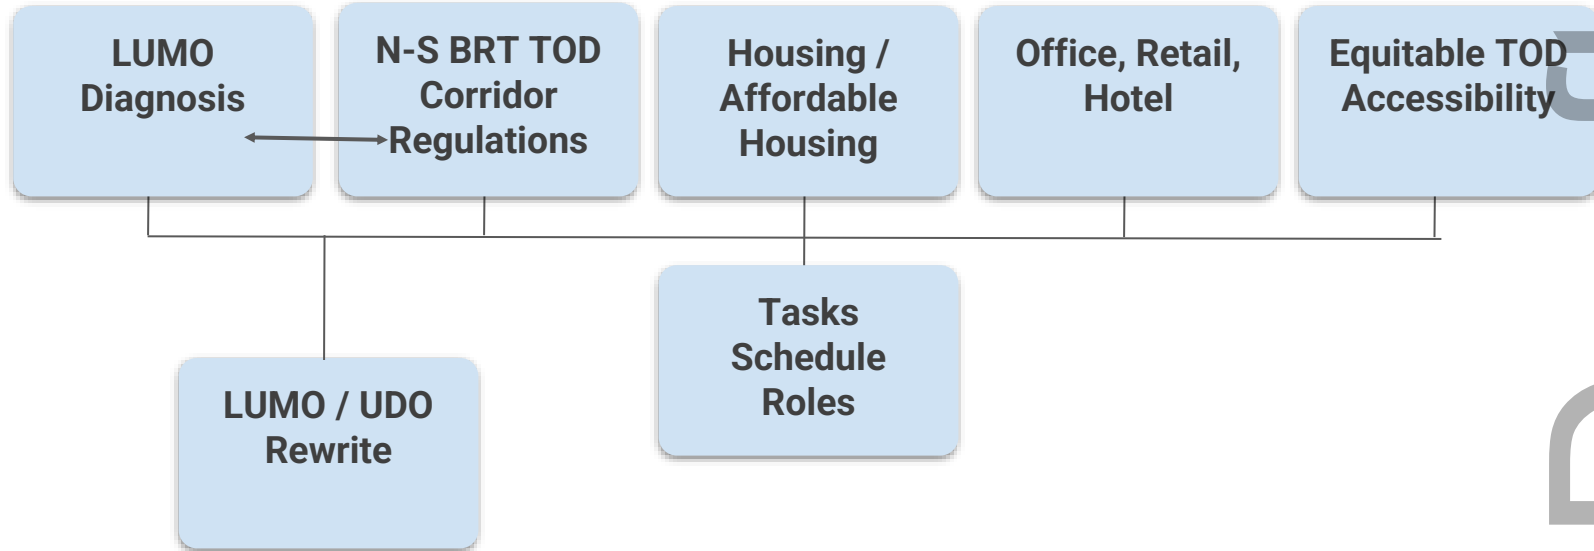 LUMO
Diagnosis
N-S BRT TOD
Corridor
Regulations
Housing /
Affordable
Housing
Office, Retail,
Hotel
Equitable TOD
Accessibility
Tasks
Schedule
Roles
LUMO / UDO
Rewrite